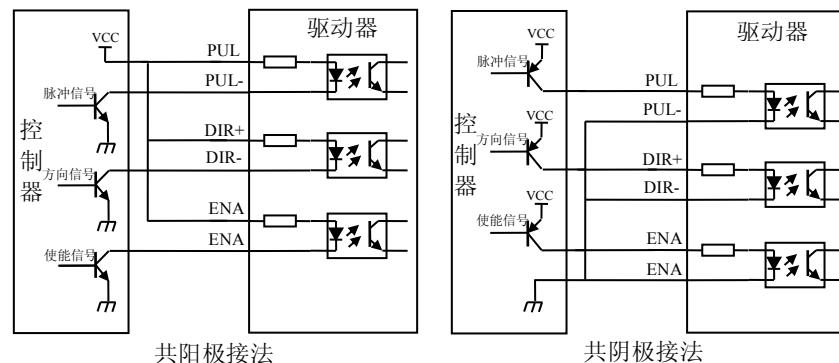 驱动器
VCC
PUL
脉冲信号
PUL-
控制器
DIR+
方向信号
DIR-
ENA
使能信号
ENA
共阳极接法
驱动器
VCC
脉冲信号
PUL
PUL-
控制器
VCC
方向信号
DIR+
DIR-
VCC
使能信号
ENA
ENA
共阴极接法